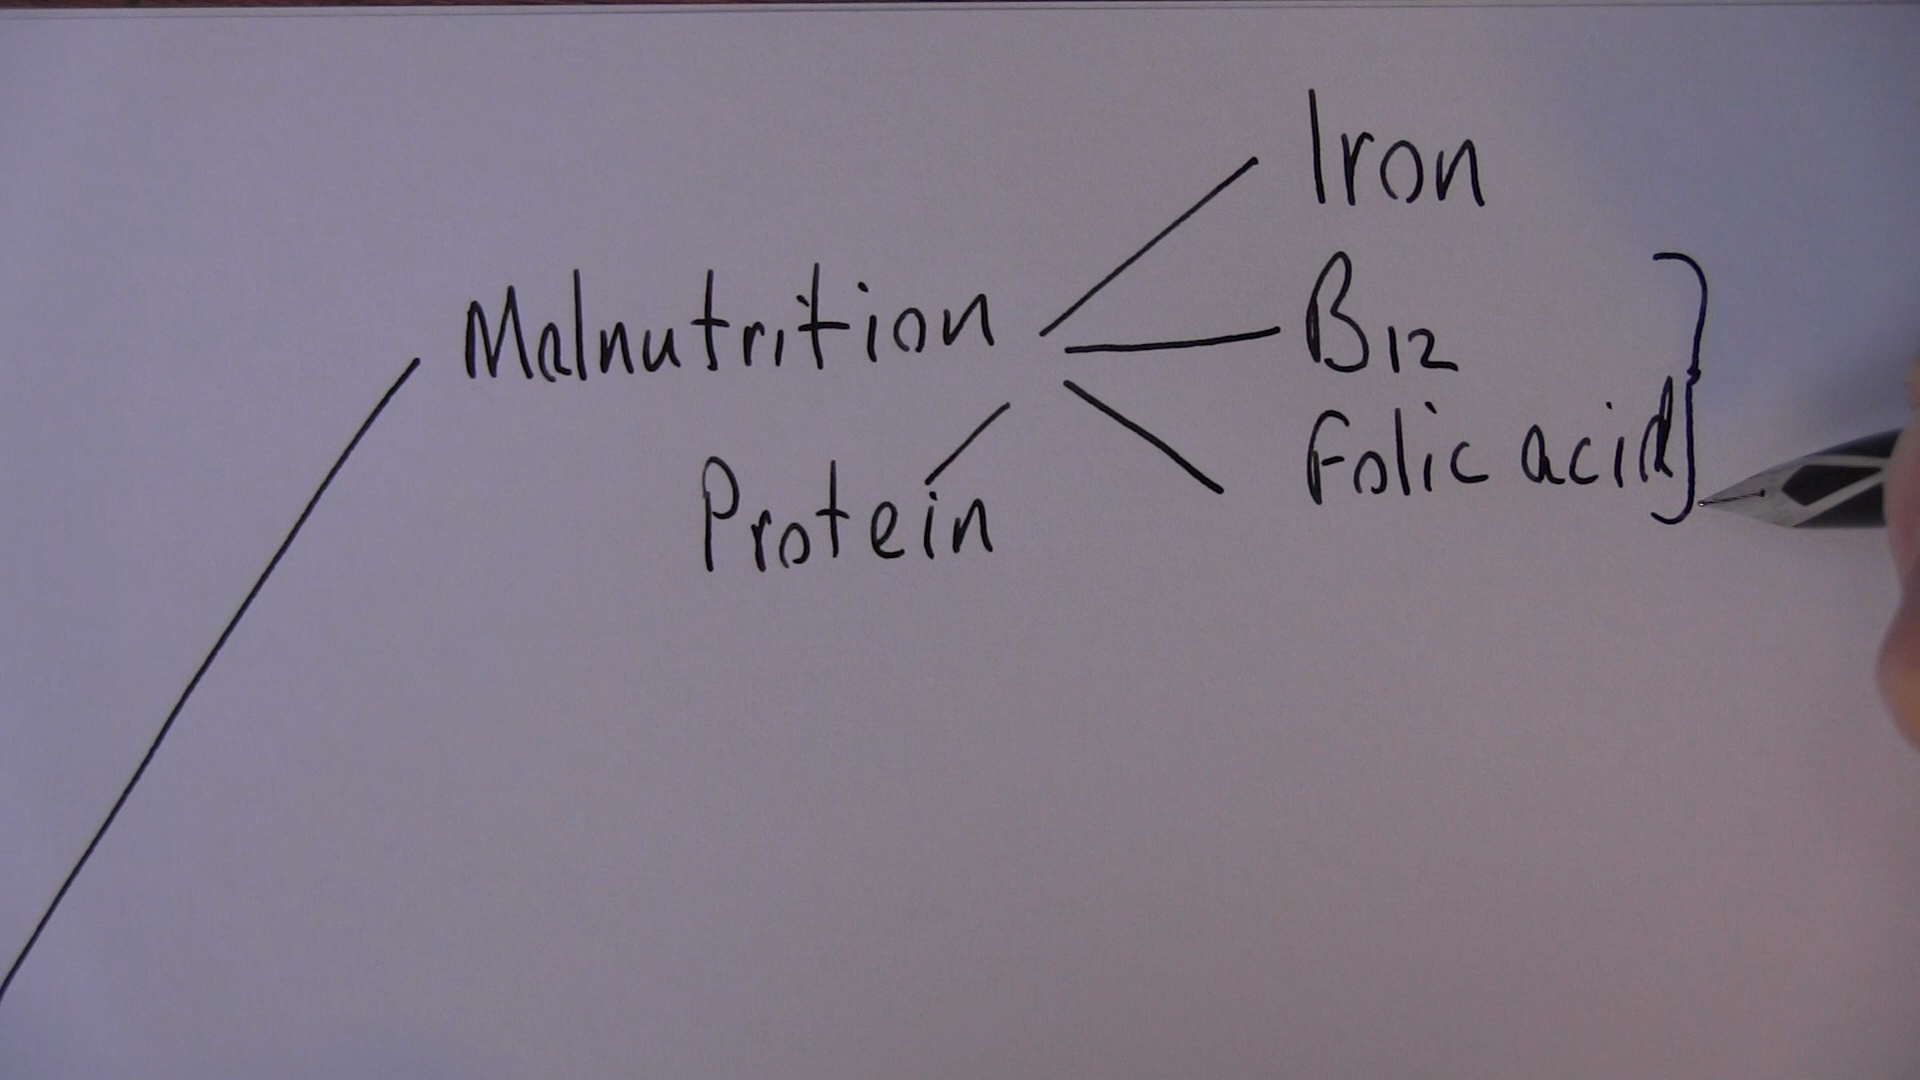 Iron
Malnutrition
B12
Folic acid
Protein